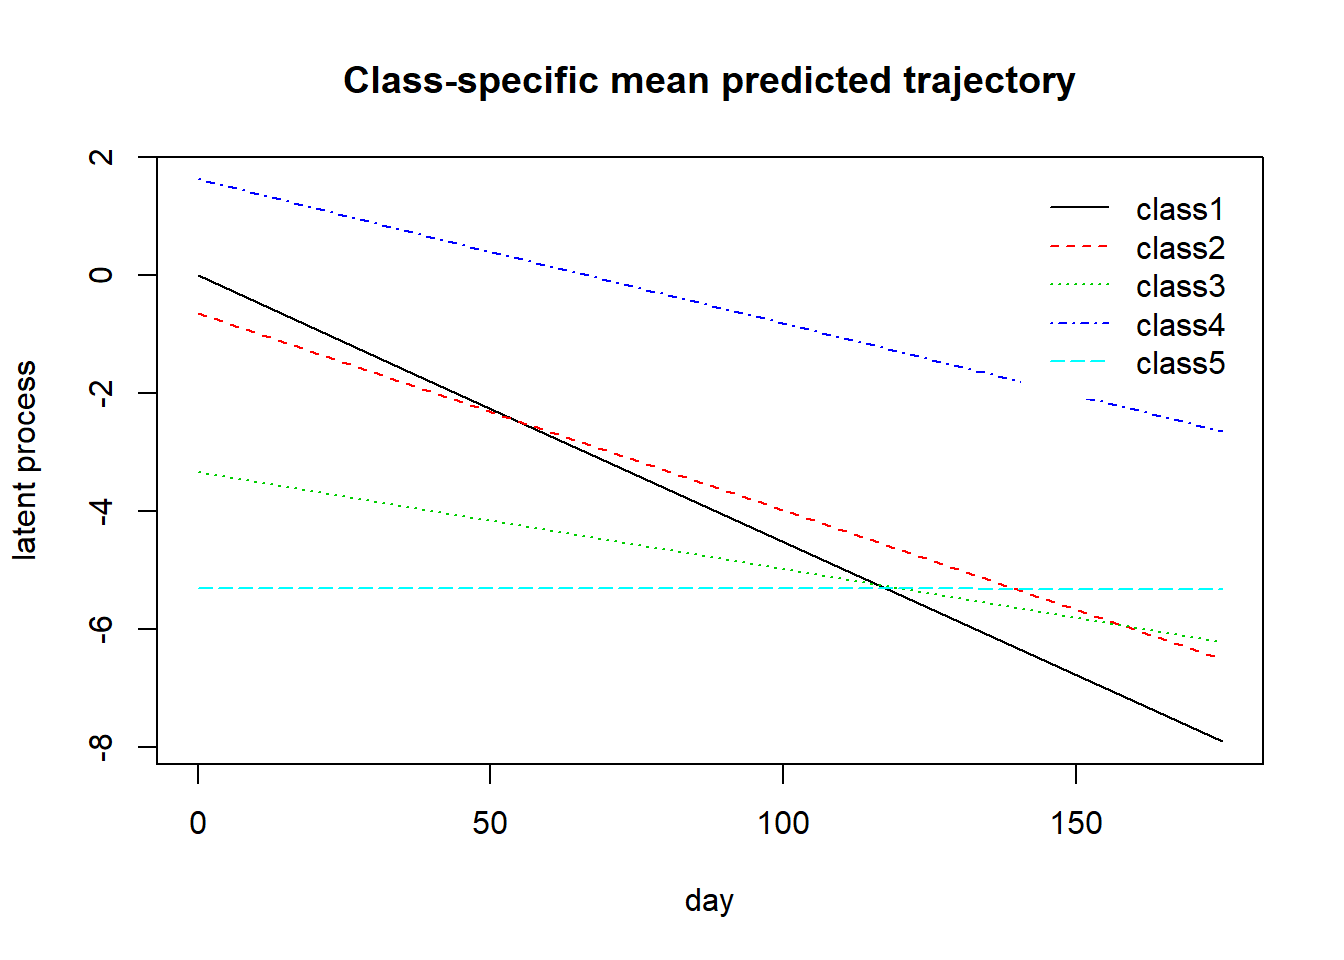 Class-specific mean predicted trajectory
2
0
-2
-4
-6
-8
latent process
class1
class2
class3
class4
class5
0
50
100
150
day